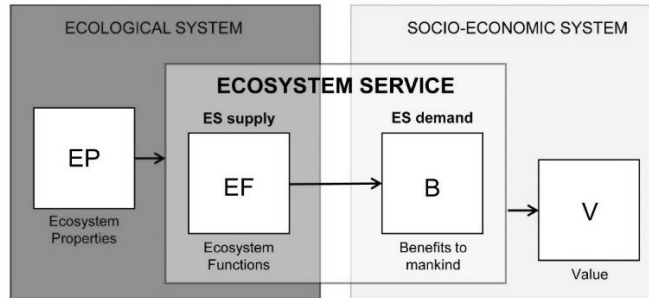 ECOLOGICAL SYSTEM
SOCIO-ECONOMIC SYSTEM
ECOSYSTEM SERVICE
ES supply
ES demand
EP
EF
B
V
Ecosystem
Properties
Ecosystem
Functions
Benefits to
mankind
Value